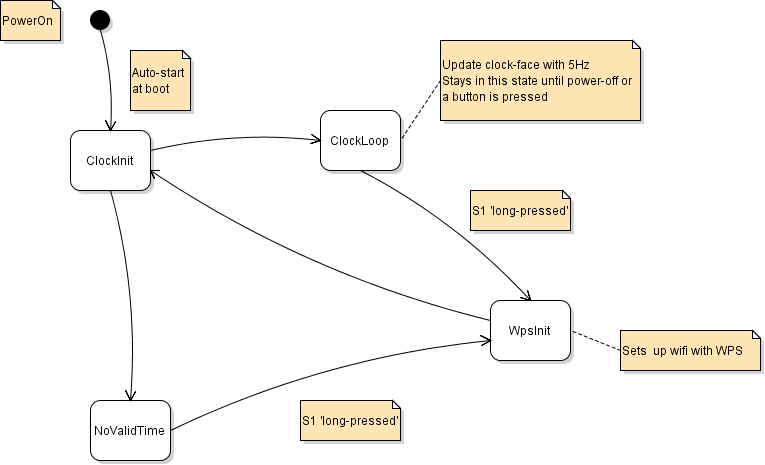 PowerOn
Auto-start
at boot
Update clock-face with 5Hz
Stays in this state until power-off or
a button is pressed
ClockInit
ClockLoop
S1 'long-pressed'
WpsInit
Sets  up wifi with WPS
NoValidTime
S1 'long-pressed'